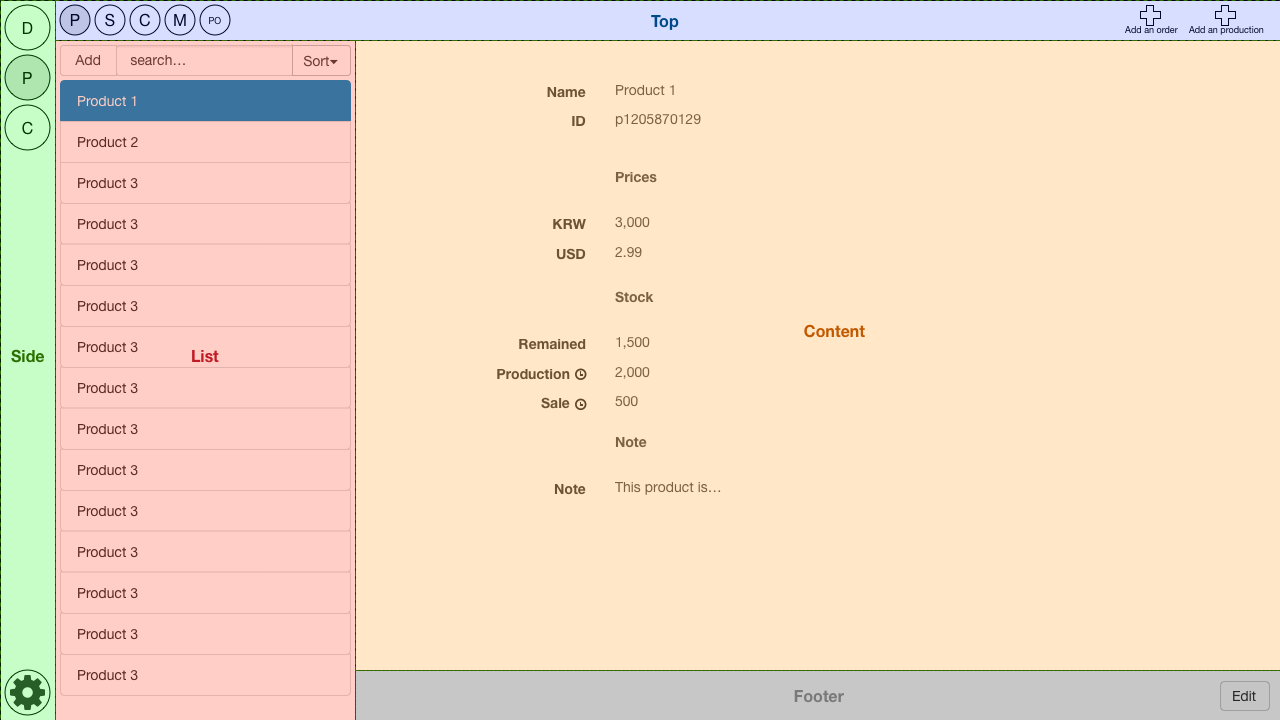 D
P
C
Side
P S C M PO
Top
Add an order Add an production
Add search... Sort
Product 1
Product 2
Product 3
Product 3
Product 3
Product 3
Product 3
List
Product 3
Product 3
Product 3
Product 3
Product 3
Product 3
Product 3
Product 3
Name Product 1
ID p1205870129
Prices
KRW 3,000
USD 2.99
Stock
Content
Remained 1,500
Production 2,000
Sale 500
Note
Note This product is...
Footer
Edit